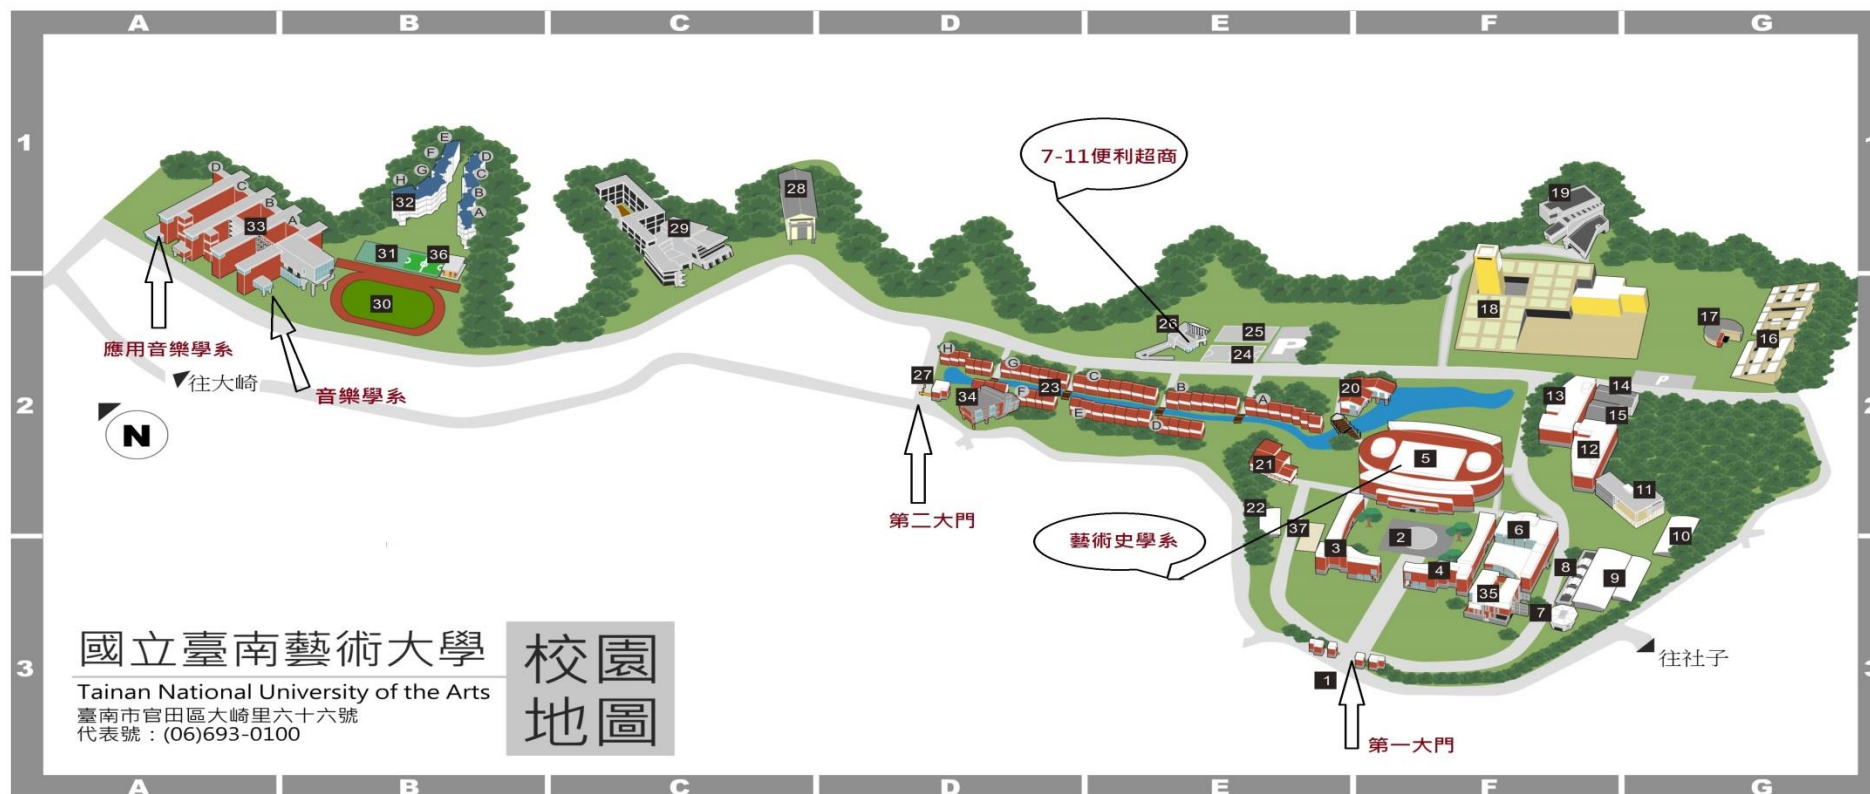 A B C D E F G
1
E
D
F
C
G
B
H
A
32
D
C
B
A
33
31
36
30
28
29
7-11便利超商
19
18
17
16
應用音樂學系
往大崎
音樂學系
N
2
26
25
24
P
H
G
C
B
A
27
23
F
34
E
D
20
13
14
15
P
12
5
21
11
第二大門
22
37
2
6
10
藝術史學系
3
4
8
9
35
7
3
1
往社子
第一大門
國立臺南藝術大學
Tainan National University of the Arts
臺南市官田區大崎里六十六號
代表號：(06)693-0100
校園
地圖
A B C D E F G